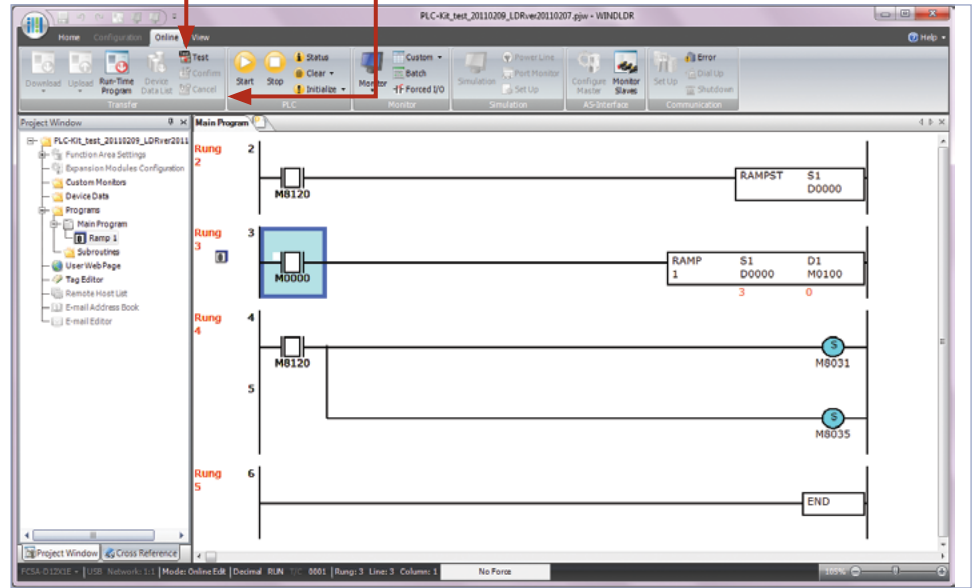 PLC-Kit_test_20110209_LDRver20110207.pjw - WINDLDR
Home Configuration Online View
Help
Download Upload Run-Time Program Device Data List
Test
Confirm
Cancel
Transfer
Start Stop
Status
Clear
Initialize
PLC
Monitor
Custom
Batch
Forced I/O
Monitor
Simulation
Power Line
Port Monitor
Set Up
Simulation
Configure Master Monitor Slaves
AS-Interface
Set Up
Error
Dial Up
Shutdown
Communication
Project Window
Main Program
PLC-Kit_test_20110209_LDRver2011
Function Area Settings
Expansion Modules Configuration
Custom Monitors
Device Data
Programs
Main Program
Ramp 1
Subroutines
User Web Page
Tag Editor
Remote Host List
E-mail Address Book
E-mail Editor
Project Window Cross Reference
Rung 2
2
M8120
RAMPST S1
D0000
Rung 3
3
M0000
RAMP S1 D1
1 D0000 M0100
3 0
Rung 4
4
M8120
S
M8031
5
S
M8035
Rung 5
6
END
FC5A-D12X1E USB Network: 1:1 Mode: Online Edit Decimal RUN T/C 0001 Rung: 3 Line: 3 Column: 1 No Force 105%